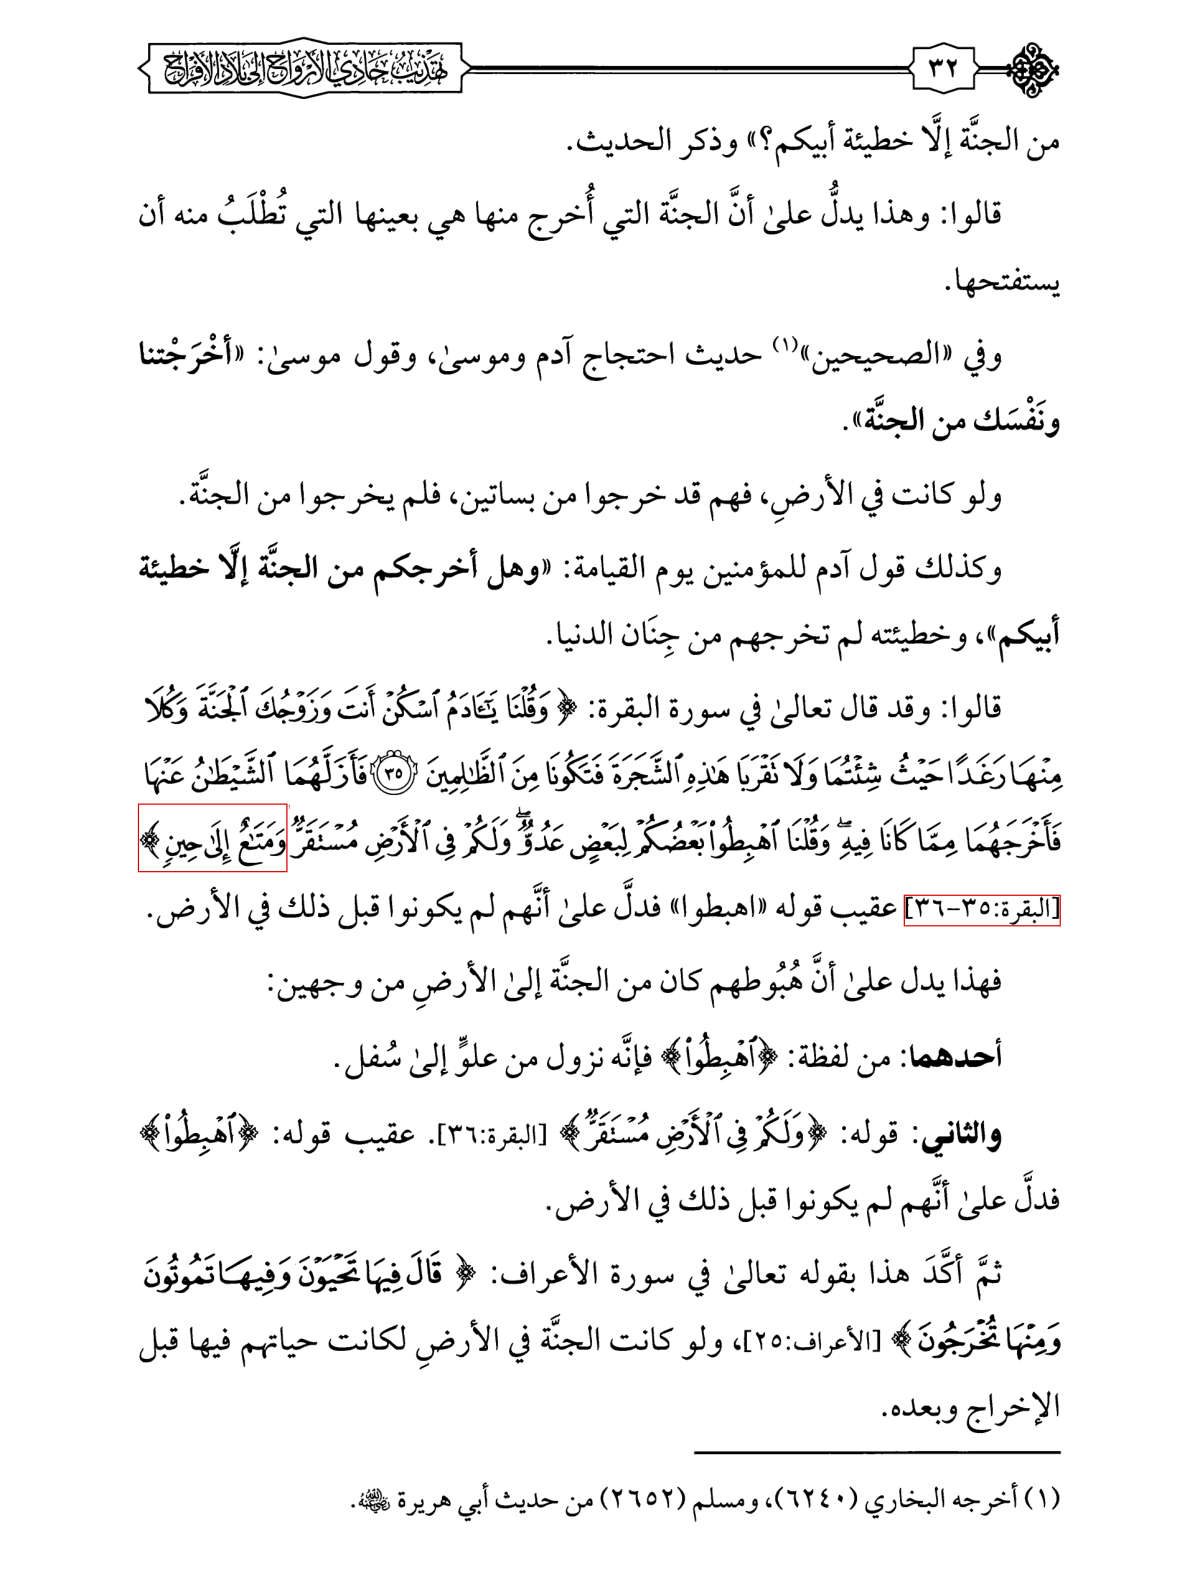 ٣٢
تهذيب حادي الأرواح إلى بلاد الأفراح
من الجنَّة إلَّا خطيئة أبيكم؟» وذكر الحديث.
قالوا: وهذا يدلُّ علىٰ أنَّ الجنَّة التي أُخرج منها هي بعينها التي تُطْلَبُ منه أن
يستفتحها.
وفي «الصحيحين»(١) حديث احتجاج آدم وموسىٰ، وقول موسىٰ: «أخْرَجْتنا
ونَفْسَك من الجنَّة».
ولو كانت في الأرضِ، فهم قد خرجوا من بساتين، فلم يخرجوا من الجنَّة.
وكذلك قول آدم للمؤمنين يوم القيامة: «وهل أخرجكم من الجنَّة إلَّا خطيئة
أبيكم»، وخطيئته لم تخرجهم من جِنَان الدنيا.
قالوا: وقد قال تعالىٰ في سورة البقرة: ﴿ وَقُلْنَا يَـٰٓـَٔادَمُ ٱسْكُنْ أَنتَ وَزَوْجُكَ ٱلْجَنَّةَ وَكُلَا
مِنْهَا رَغَدًا حَيْثُ شِئْتُمَا وَلَا تَقْرَبَا هَـٰذِهِ ٱلشَّجَرَةَ فَتَكُونَا مِنَ ٱلظَّـٰلِمِينَ ۝٣٥ فَأَزَلَّهُمَا ٱلشَّيْطَـٰنُ عَنْهَا
فَأَخْرَجَهُمَا مِمَّا كَانَا فِيهِ ۖ وَقُلْنَا ٱهْبِطُوا۟ بَعْضُكُمْ لِبَعْضٍ عَدُوٌّ ۖ وَلَكُمْ فِى ٱلْأَرْضِ مُسْتَقَرٌّ وَمَتَـٰعٌ إِلَىٰ حِينٍ ﴾
[البقرة:٣٥-٣٦] عقيب قوله «اهبطوا» فدلَّ علىٰ أنَّهم لم يكونوا قبل ذلك في الأرض.
فهذا يدل علىٰ أنَّ هُبُوطهم كان من الجنَّة إلىٰ الأرضِ من وجهين:
أحدهما: من لفظة: ﴿ٱهْبِطُوا۟﴾ فإنَّه نزول من علوٍّ إلىٰ سُفل.
والثاني: قوله: ﴿وَلَكُمْ فِى ٱلْأَرْضِ مُسْتَقَرٌّ﴾ [البقرة:٣٦]. عقيب قوله: ﴿ٱهْبِطُوا۟﴾
فدلَّ علىٰ أنَّهم لم يكونوا قبل ذلك في الأرض.
ثمَّ أكَّدَ هذا بقوله تعالىٰ في سورة الأعراف: ﴿ قَالَ فِيهَا تَحْيَوْنَ وَفِيهَا تَمُوتُونَ
وَمِنْهَا تُخْرَجُونَ ﴾ [الأعراف:٢٥]، ولو كانت الجنَّة في الأرضِ لكانت حياتهم فيها قبل
الإخراج وبعده.
(١) أخرجه البخاري (٦٢٤٠)، ومسلم (٢٦٥٢) من حديث أبي هريرة رضي الله عنه.